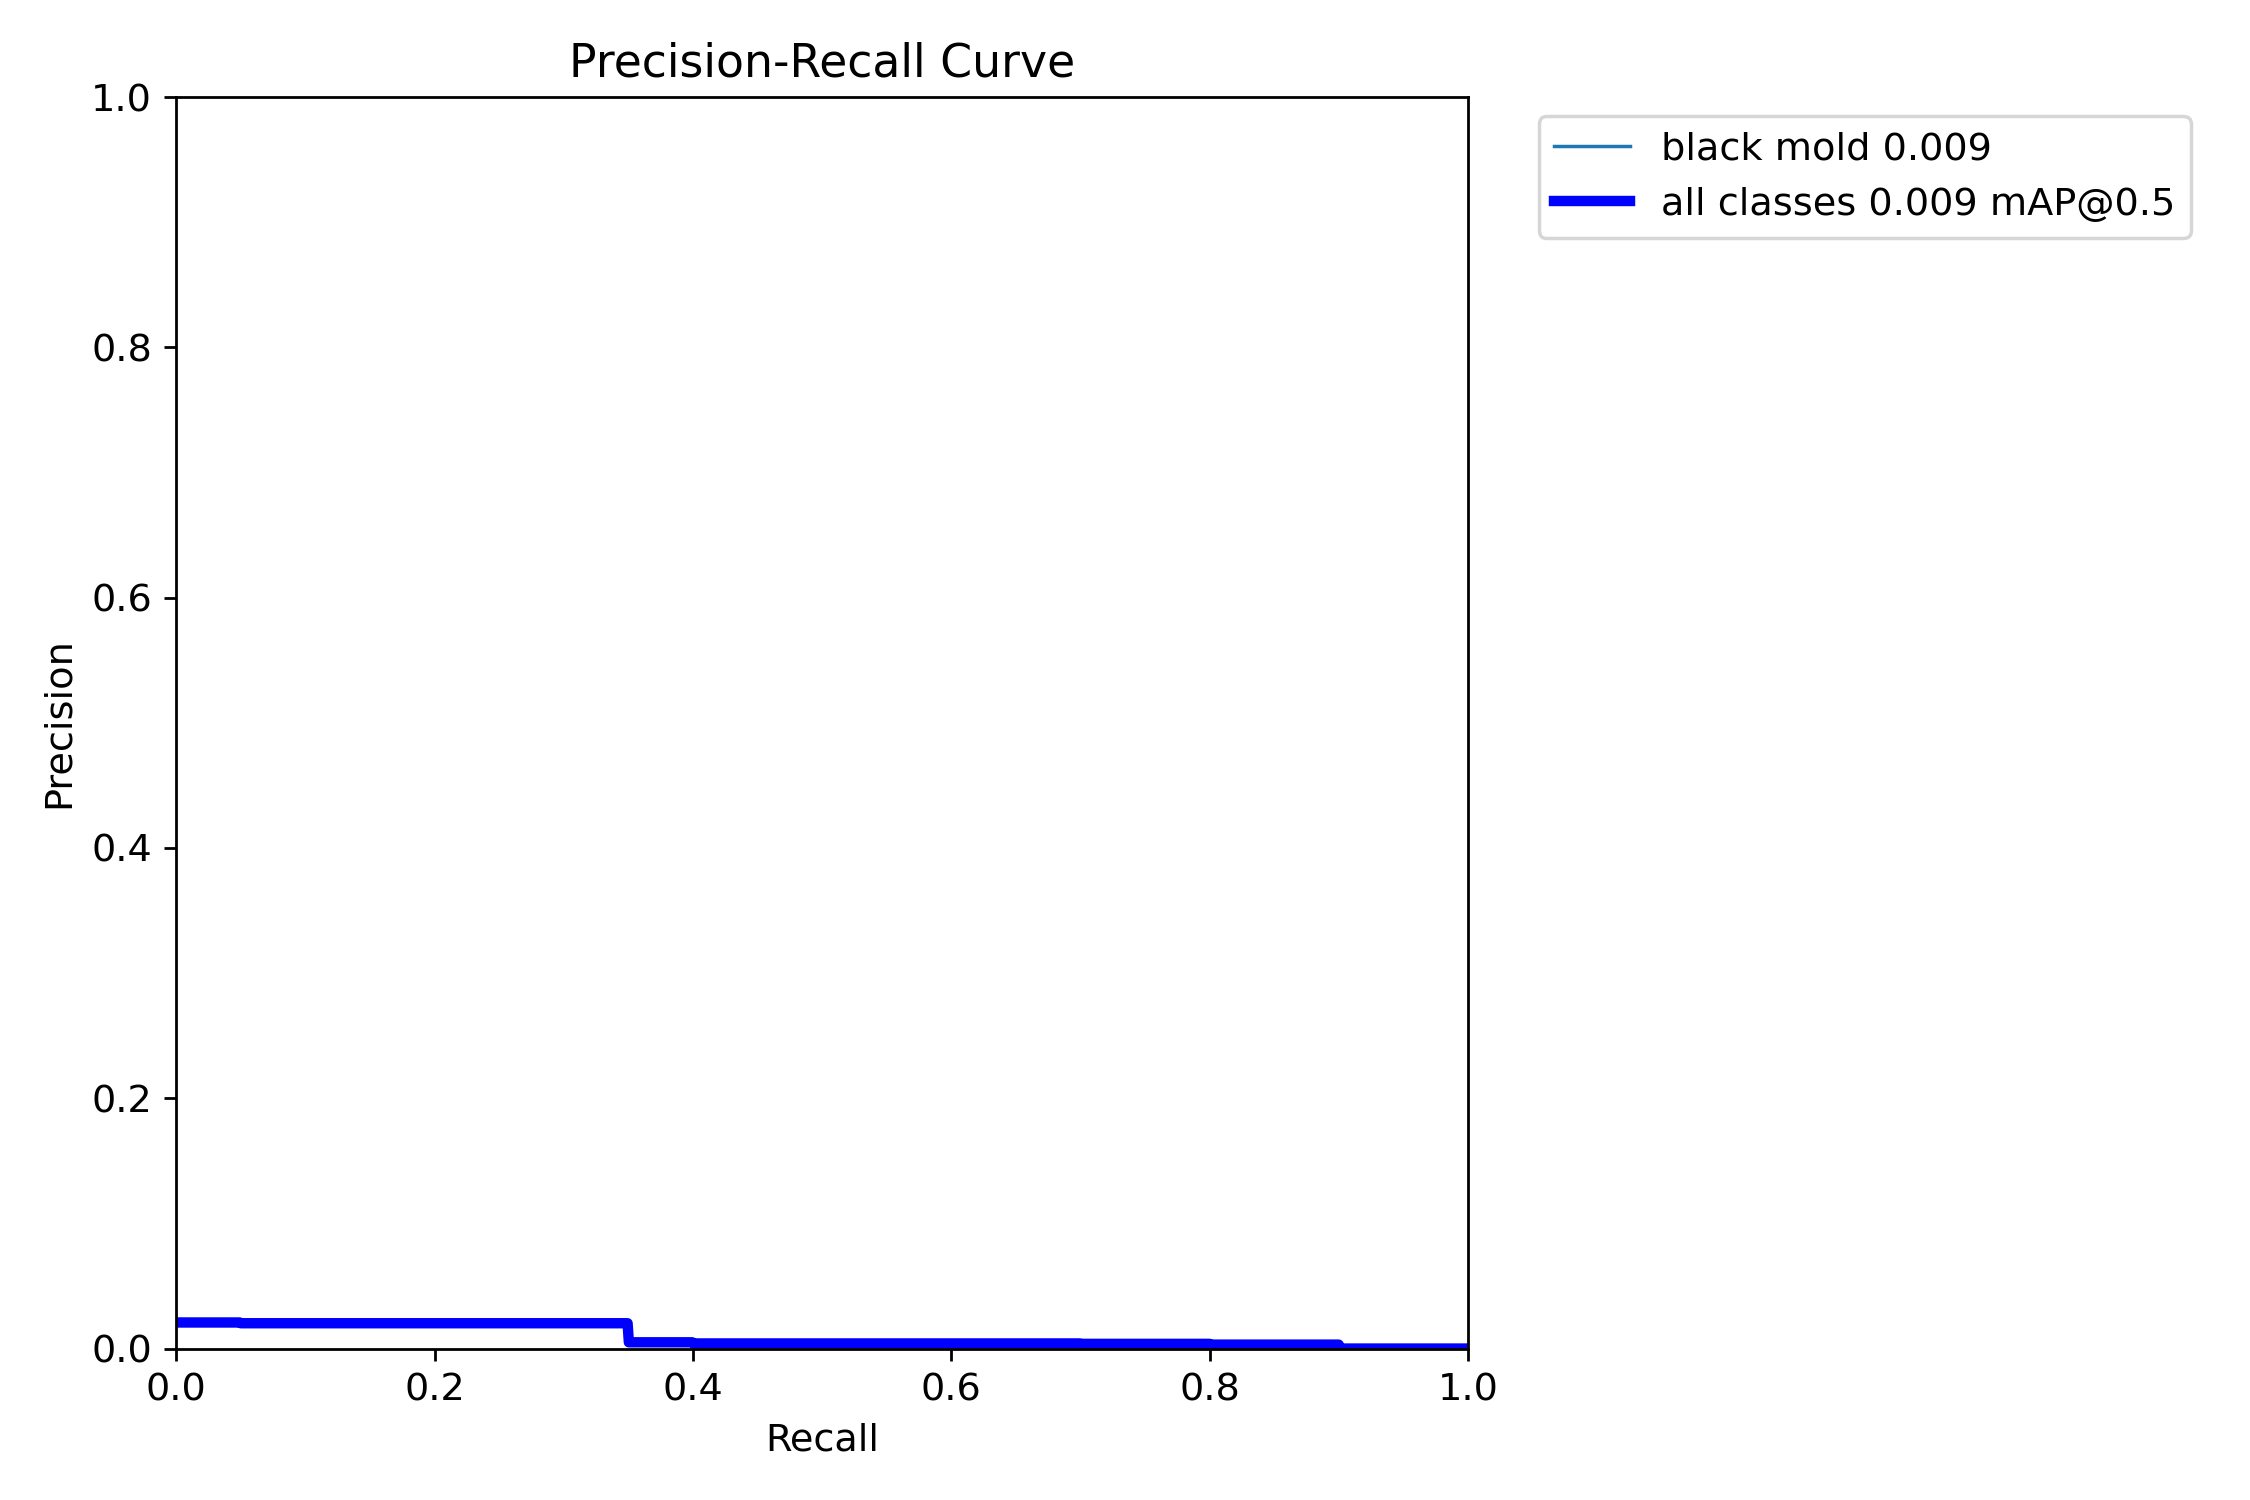 Precision-Recall Curve
1.0
0.8
0.6
0.4
0.2
0.0
Precision
0.0 0.2 0.4 0.6 0.8 1.0
Recall
black mold 0.009
all classes 0.009 mAP@0.5